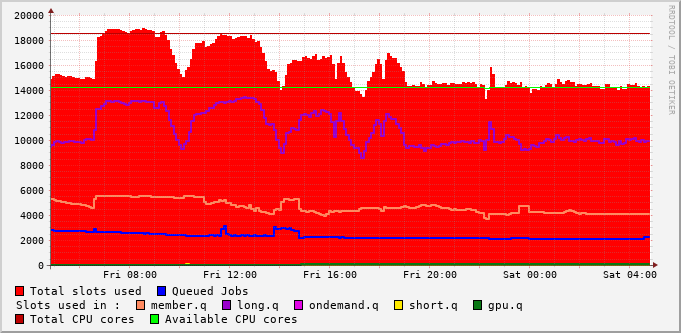 20000
18000
16000
14000
12000
10000
8000
6000
4000
2000
0
Fri 08:00 Fri 12:00 Fri 16:00 Fri 20:00 Sat 00:00 Sat 04:00
RRDTOOL / TOBI OETIKER
Total slots used Queued Jobs
Slots used in : member.q long.q ondemand.q short.q gpu.q
Total CPU cores Available CPU cores